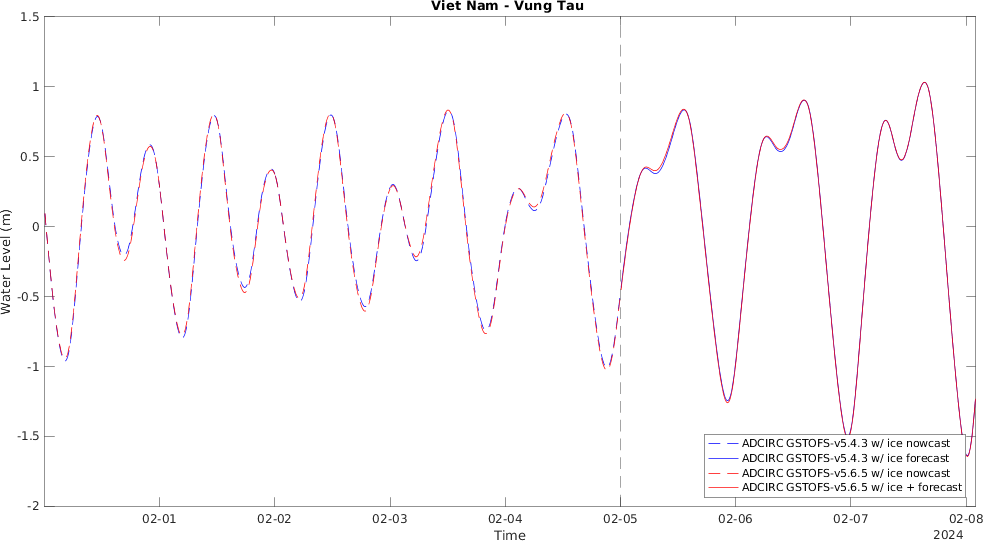 Viet Nam - Vung Tau
1.5
1
0.5
0
-0.5
-1
-1.5
-2
Water Level (m)
02-01
02-02
02-03
02-04
02-05
02-06
02-07
02-08
2024
Time
ADCIRC GSTOFS-v5.4.3 w/ ice nowcast
ADCIRC GSTOFS-v5.4.3 w/ ice forecast
ADCIRC GSTOFS-v5.6.5 w/ ice nowcast
ADCIRC GSTOFS-v5.6.5 w/ ice + forecast